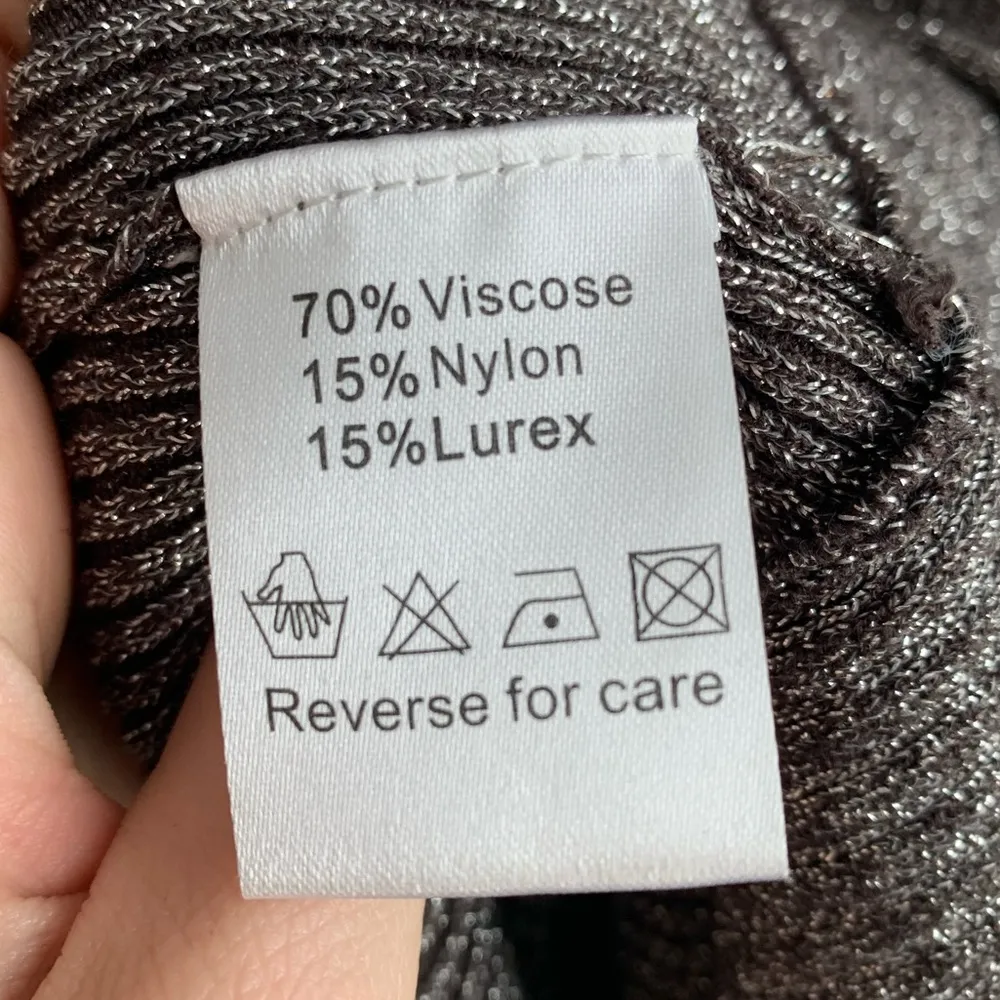 70% Viscose
15% Nylon
15% Lurex
Reverse for care